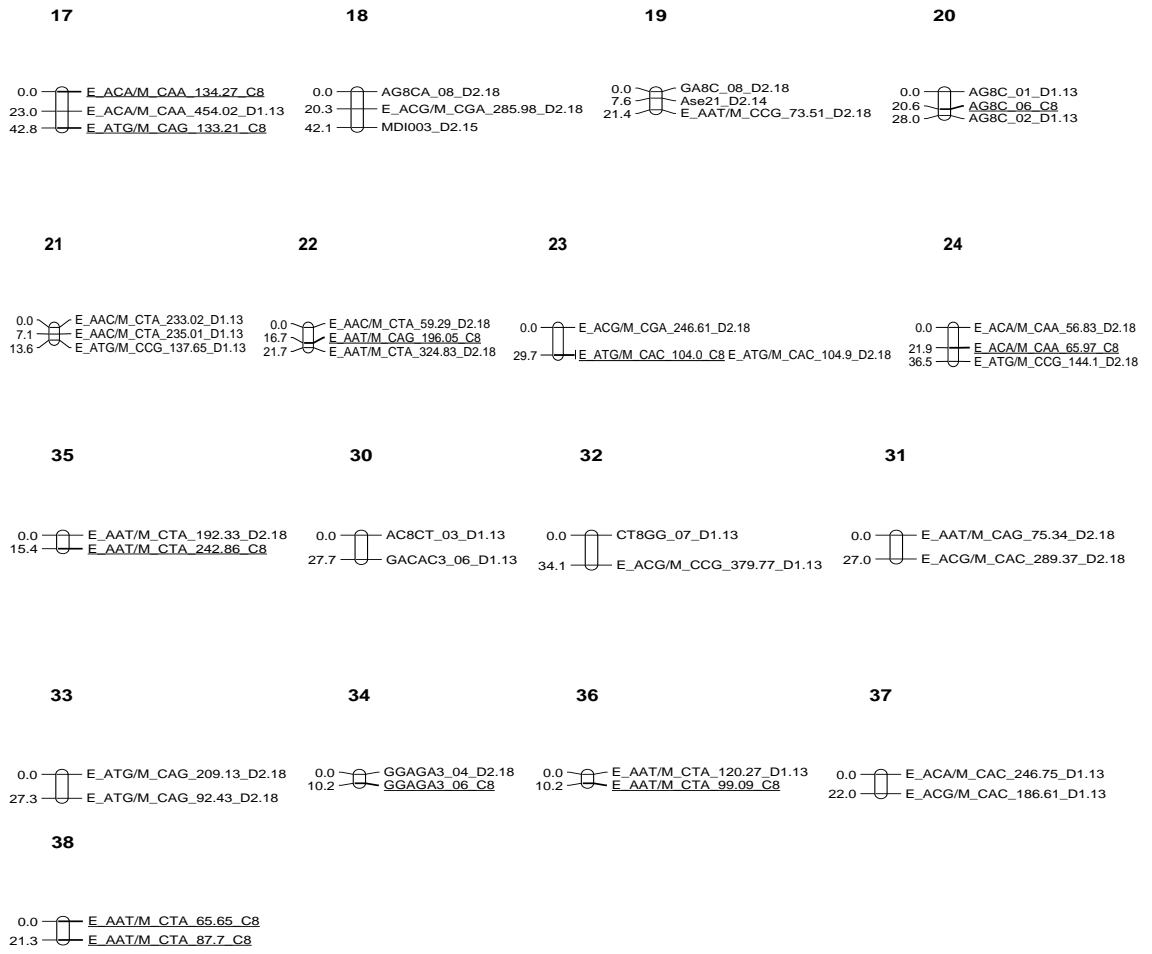 17
0.0 E_ACA/M_CAA_134.27_C8
23.0 E_ACA/M_CAA_454.02_D1.13
42.8 E_ATG/M_CAG_133.21_C8
18
0.0 AG8CA_08_D2.18
20.3 E_ACG/M_CGA_285.98_D2.18
42.1 MDI003_D2.15
19
0.0 GA8C_08_D2.18
7.6 Ase21_D2.14
21.4 E_AAT/M_CCG_73.51_D2.18
20
0.0 AG8C_01_D1.13
20.6 AG8C_06_C8
28.0 AG8C_02_D1.13
21
0.0 E_AAC/M_CTA_233.02_D1.13
7.1 E_AAC/M_CTA_235.01_D1.13
13.6 E_ATG/M_CCG_137.65_D1.13
22
0.0 E_AAC/M_CTA_59.29_D2.18
16.7 E_AAT/M_CAG_196.05_C8
21.7 E_AAT/M_CTA_324.83_D2.18
23
0.0 E_ACG/M_CGA_246.61_D2.18
29.7 E_ATG/M_CAC_104.0_C8 E_ATG/M_CAC_104.9_D2.18
24
0.0 E_ACA/M_CAA_56.83_D2.18
21.9 E_ACA/M_CAA_65.97_C8
36.5 E_ATG/M_CCG_144.1_D2.18
35
0.0 E_AAT/M_CTA_192.33_D2.18
15.4 E_AAT/M_CTA_242.86_C8
30
0.0 AC8CT_03_D1.13
27.7 GACAC3_06_D1.13
32
0.0 CT8GG_07_D1.13
34.1 E_ACG/M_CCG_379.77_D1.13
31
0.0 E_AAT/M_CAG_75.34_D2.18
27.0 E_ACG/M_CAC_289.37_D2.18
33
0.0 E_ATG/M_CAG_209.13_D2.18
27.3 E_ATG/M_CAG_92.43_D2.18
34
0.0 GGAGA3_04_D2.18
10.2 GGAGA3_06_C8
36
0.0 E_AAT/M_CTA_120.27_D1.13
10.2 E_AAT/M_CTA_99.09_C8
37
0.0 E_ACA/M_CAC_246.75_D1.13
22.0 E_ACG/M_CAC_186.61_D1.13
38
0.0 E_AAT/M_CTA_65.65_C8
21.3 E_AAT/M_CTA_87.7_C8